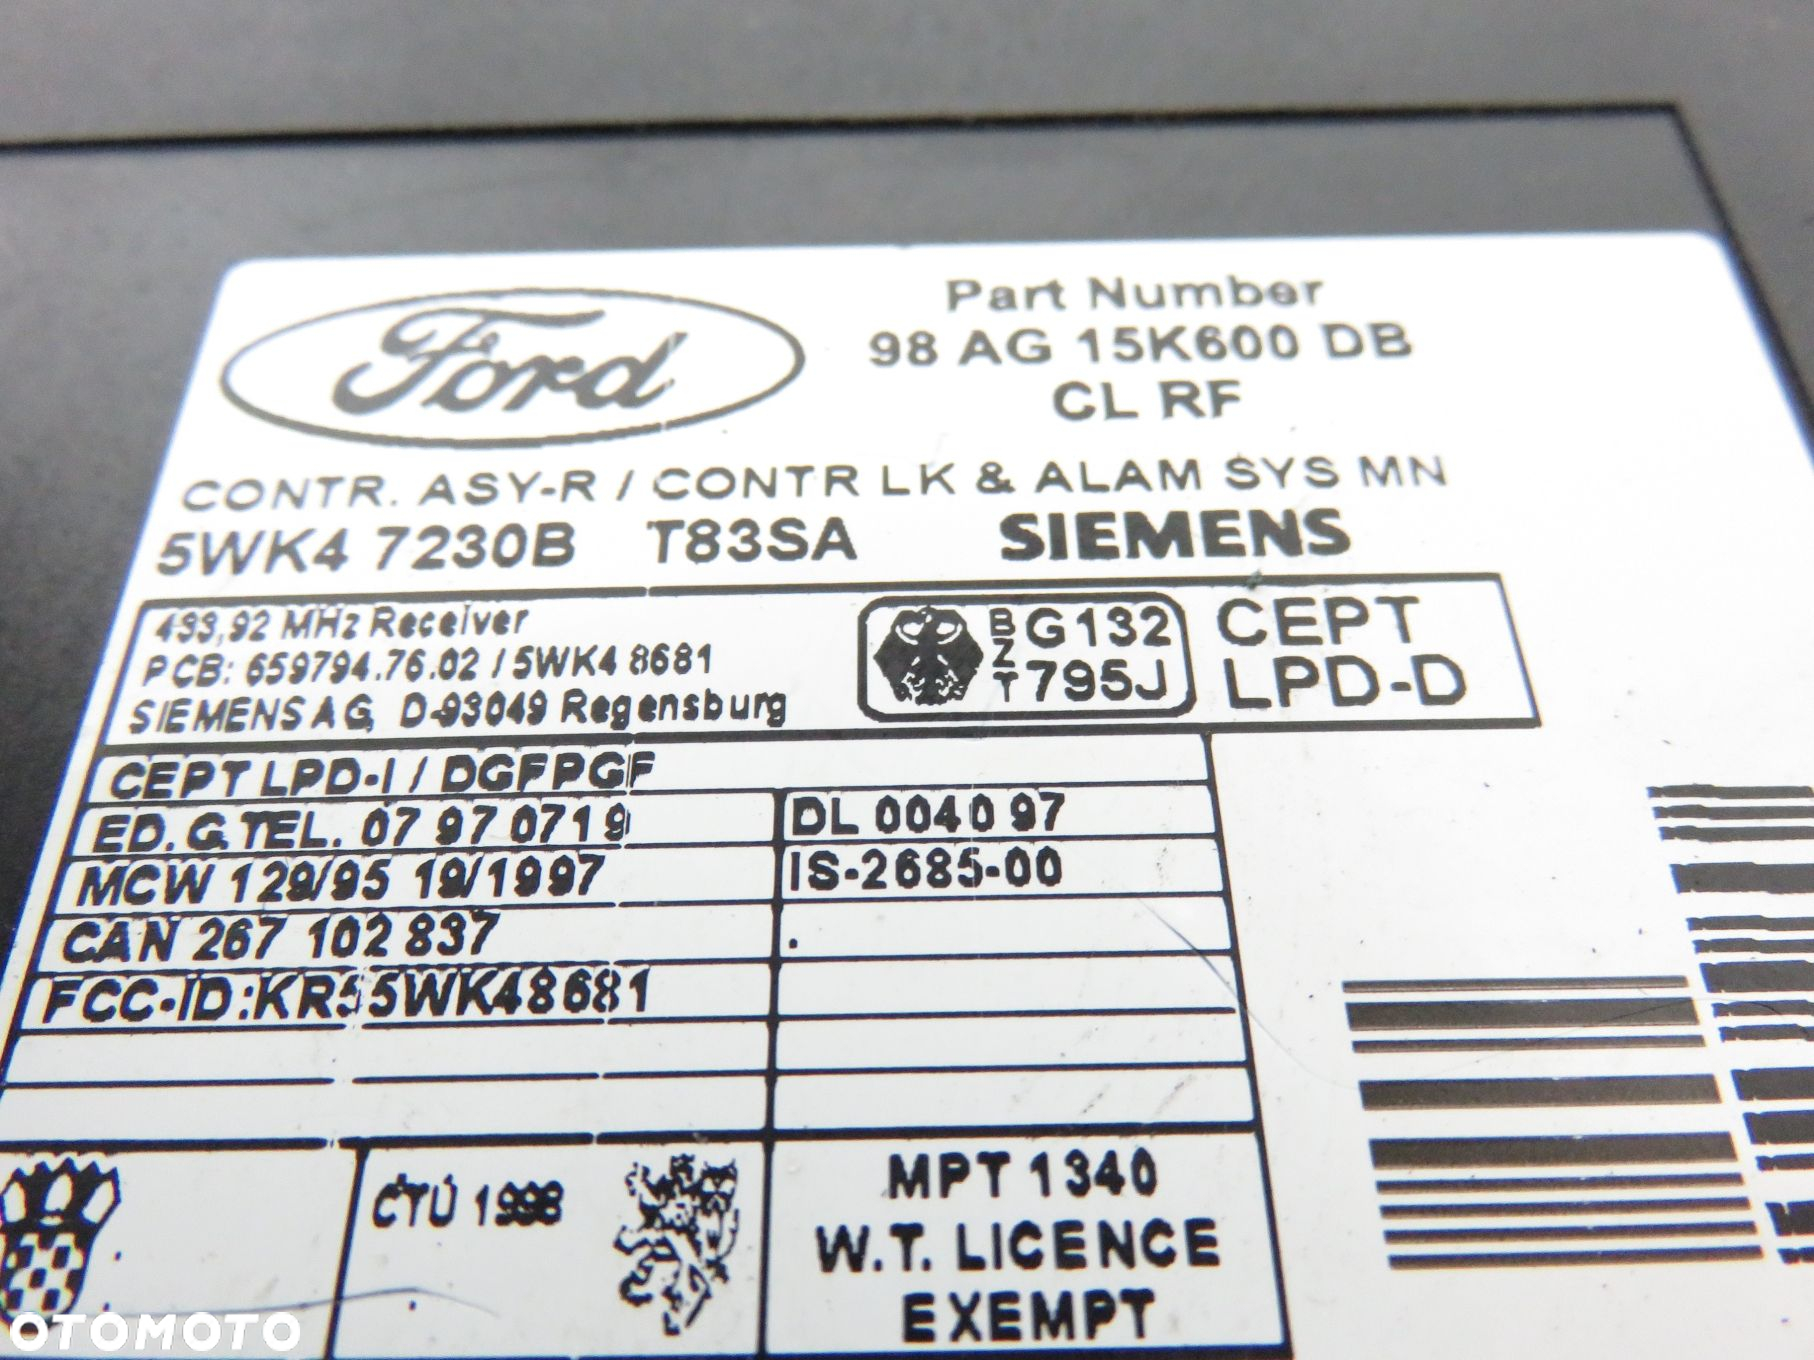 Ford
Part Number
98 AG 15K600 DB
CL RF
CONTR. ASY-R / CONTR LK & ALAM SYS MN
5WK4 7230B T83SA SIEMENS
433,92 MHz Receiver
PCB: 659794.76.02 / 5WK4 8681
SIEMENS AG, D-93049 Regensburg
BZT G132 795J
CEPT
LPD-D
CEPT LPD-I / DGFPGF
ED. G.TEL. 07 97 0719
DL 0040 97
MCW 129/95 19/1997
IS-2685-00
CAN 267 102 837
.
FCC-ID:KR55WK48681
ČTÚ 1998
MPT 1340
W.T. LICENCE
EXEMPT
OTOMOTO